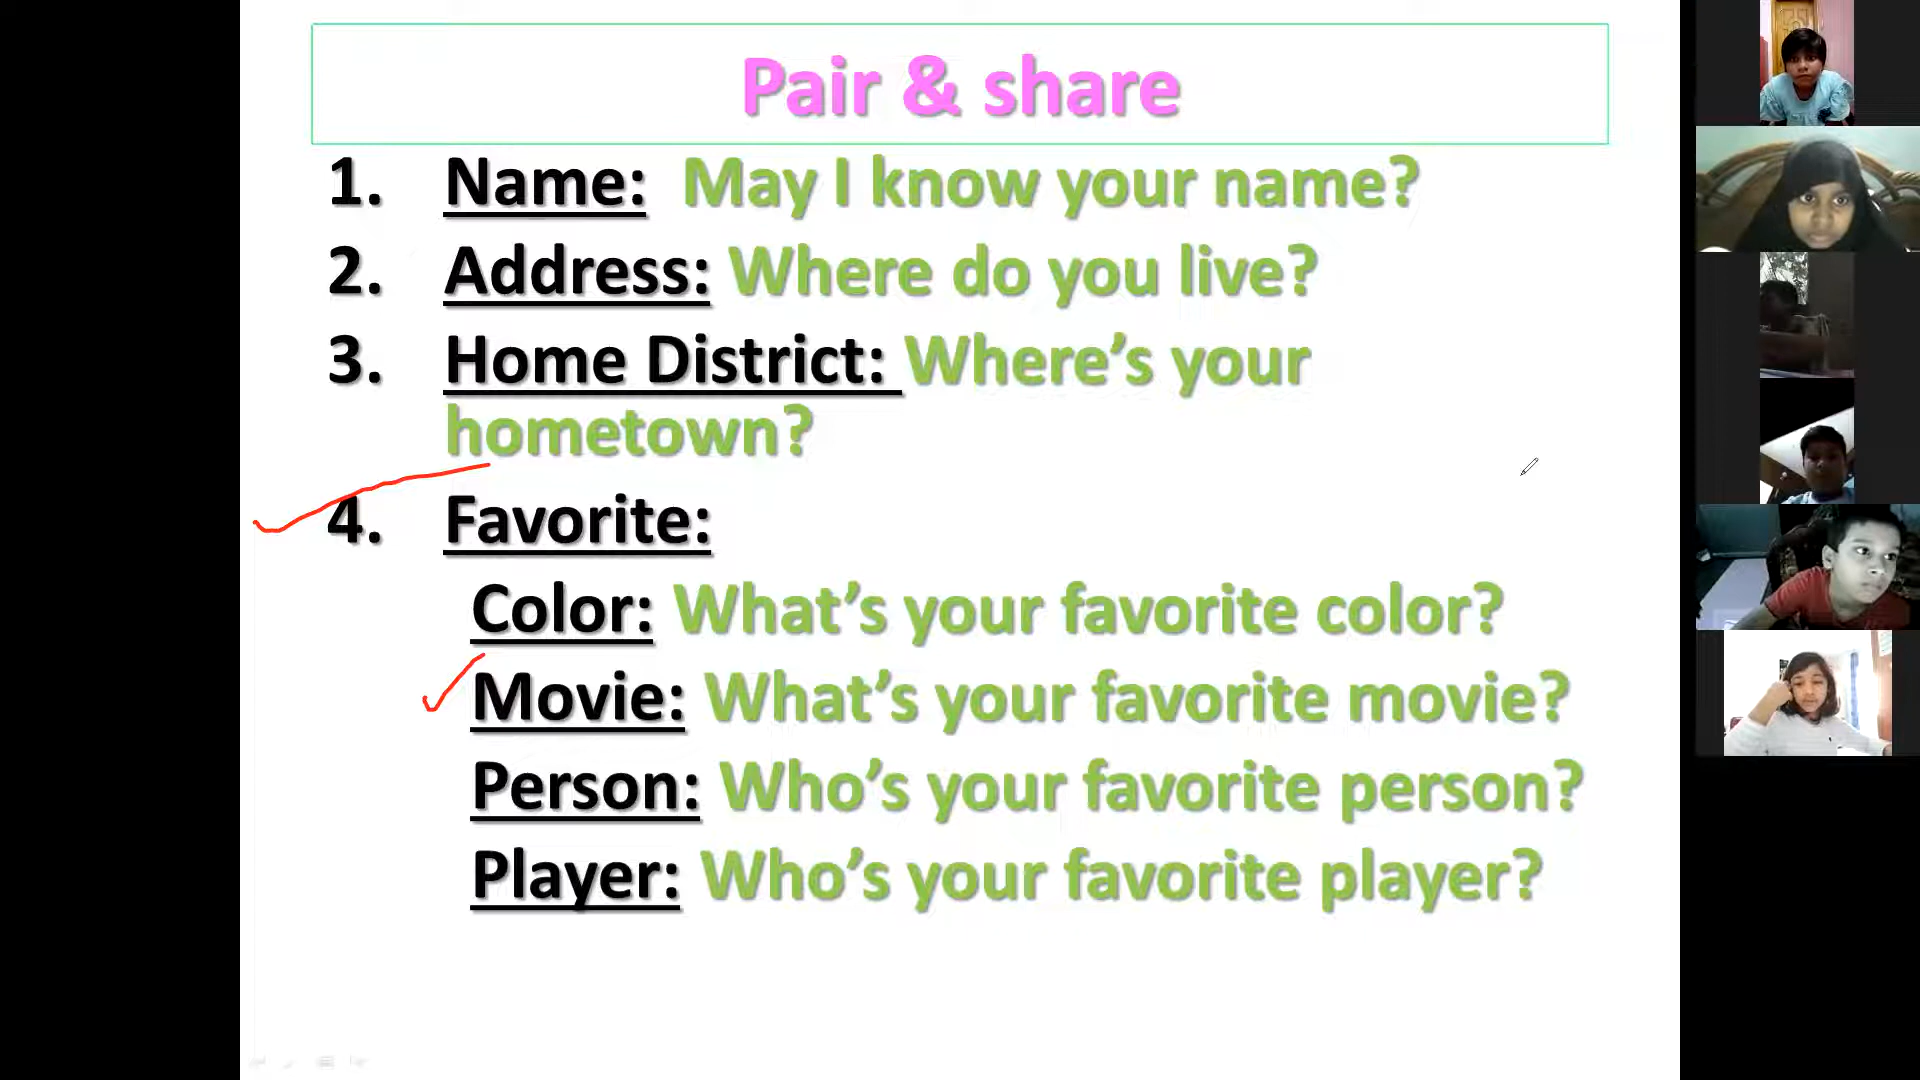 Pair & share
1. Name: May I know your name?
2. Address: Where do you live?
3. Home District: Where’s your
hometown?
4. Favorite:
Color: What’s your favorite color?
Movie: What’s your favorite movie?
Person: Who’s your favorite person?
Player: Who’s your favorite player?